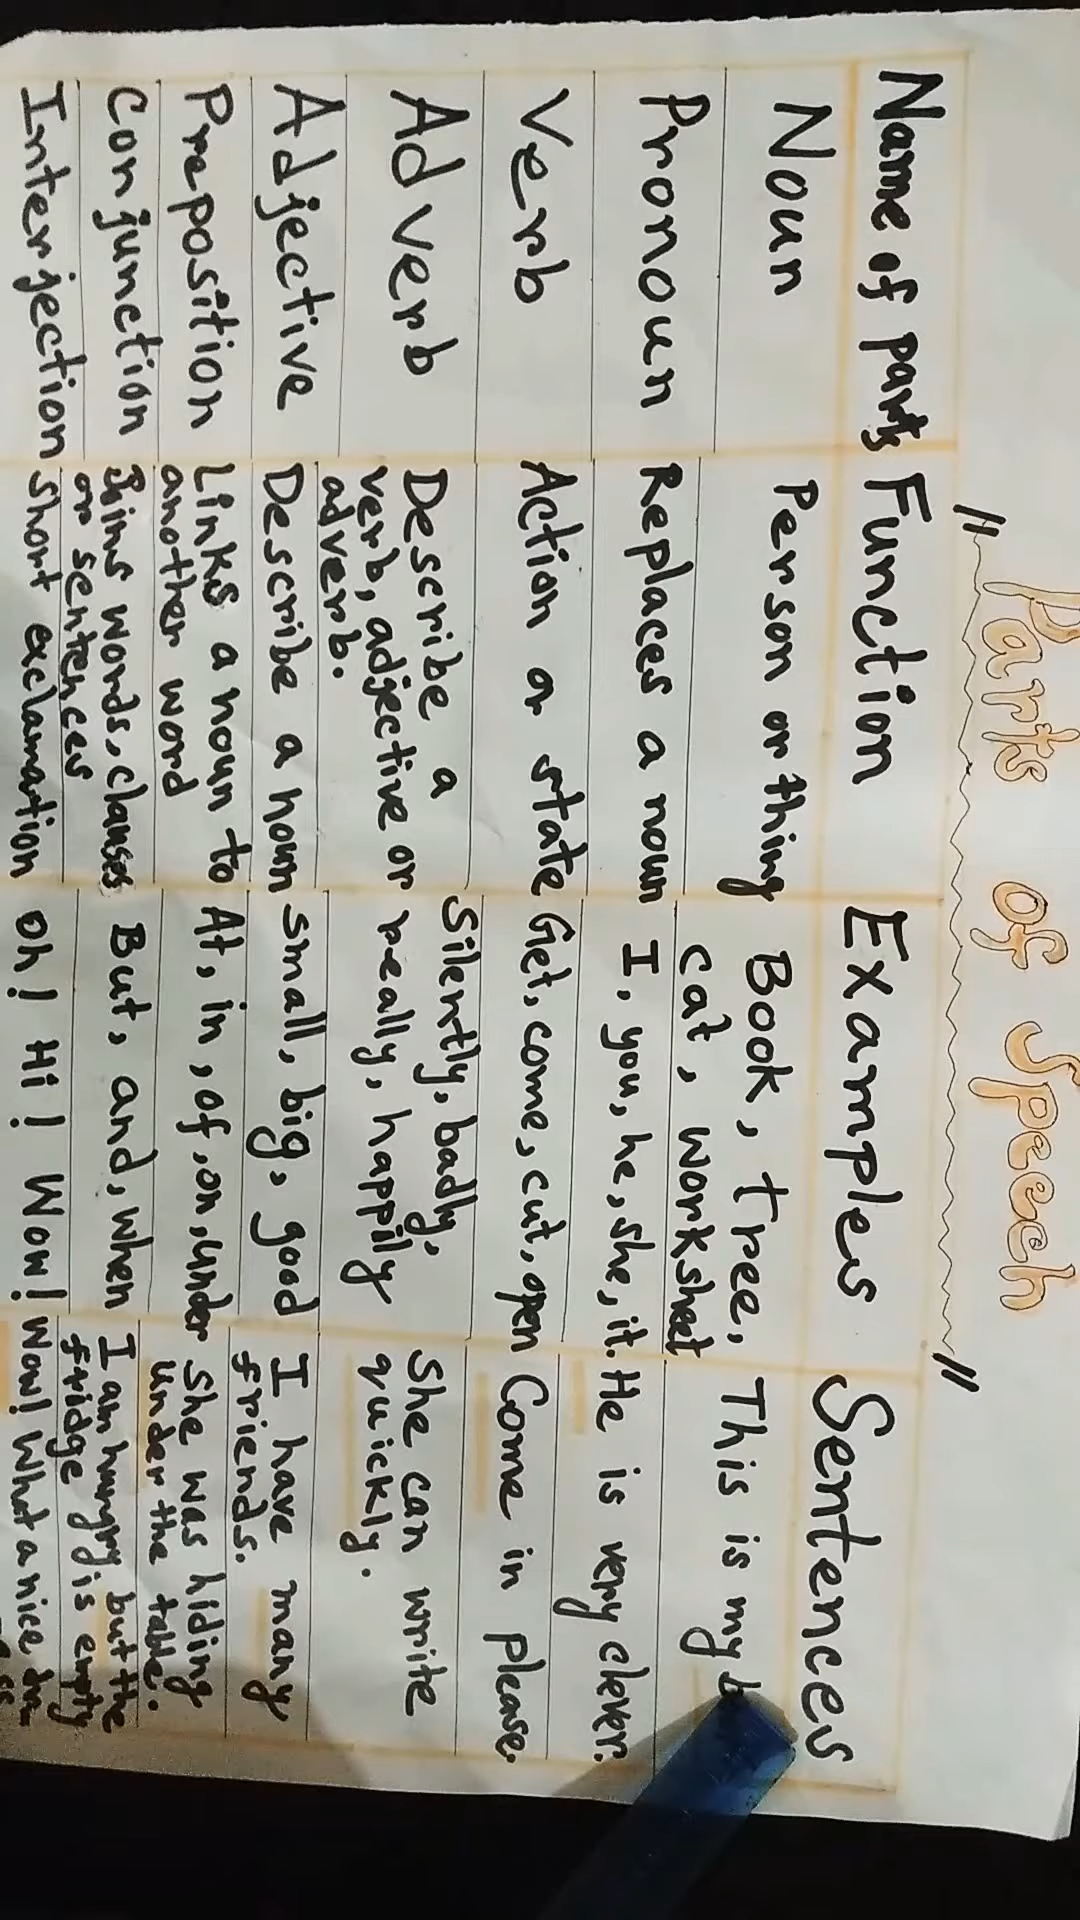 "Parts of Speech"
Name of parts Function Examples Sentences
Noun Person or thing Book, tree, This is my
cat, worksheet
Pronoun Replaces a noun I, you, he, she, it. He is very clever.
Verb Action or state Get, come, cut, open Come in please.
Adverb Describe a Silently, badly, She can write
verb, adjective or really, happily quickly.
adverb.
Adjective Describe a noun small, big, good I have many
friends.
Preposition Links a noun to At, in, of, on, under She was hiding
another word under the table.
Conjunction Joins words, clauses But, and, when I am hungry, but the
or sentences fridge is empty
Interjection short exclamation oh! Hi! Wow! Wow! What a nice